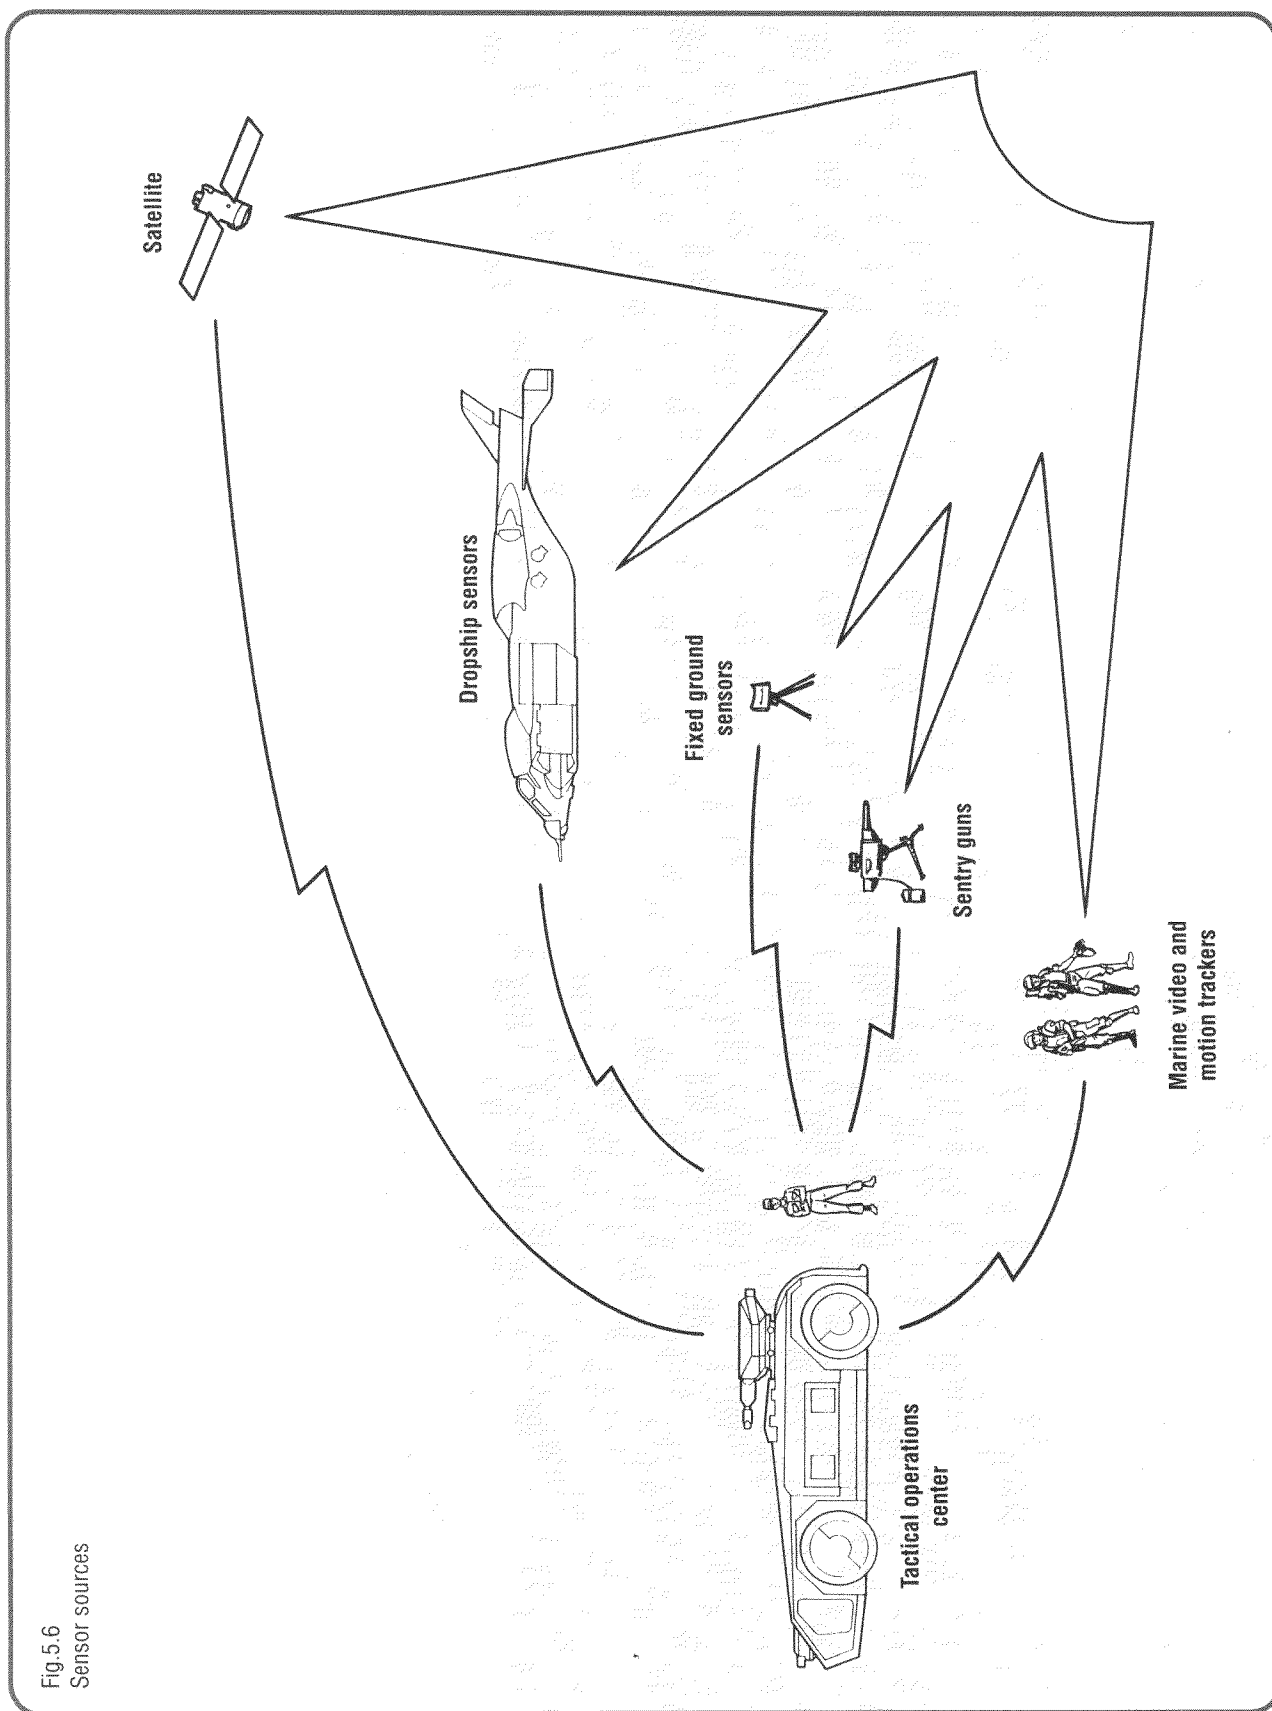 Fig.5.6
Sensor sources
Satellite
Dropship sensors
Fixed ground
sensors
Sentry guns
Tactical operations
center
Marine video and
motion trackers